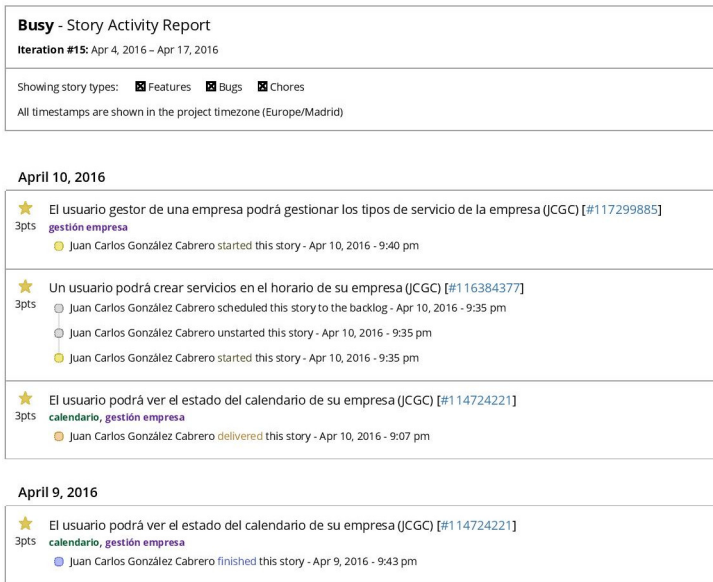 Busy - Story Activity Report
Iteration #15: Apr 4, 2016 – Apr 17, 2016
Showing story types: Features Bugs Chores
All timestamps are shown in the project timezone (Europe/Madrid)
April 10, 2016
El usuario gestor de una empresa podrá gestionar los tipos de servicio de la empresa (JCGC) [#117299885]
3pts
gestión empresa
Juan Carlos González Cabrero started this story - Apr 10, 2016 - 9:40 pm
Un usuario podrá crear servicios en el horario de su empresa (JCGC) [#116384377]
3pts
Juan Carlos González Cabrero scheduled this story to the backlog - Apr 10, 2016 - 9:35 pm
Juan Carlos González Cabrero unstarted this story - Apr 10, 2016 - 9:35 pm
Juan Carlos González Cabrero started this story - Apr 10, 2016 - 9:35 pm
El usuario podrá ver el estado del calendario de su empresa (JCGC) [#114724221]
3pts
calendario, gestión empresa
Juan Carlos González Cabrero delivered this story - Apr 10, 2016 - 9:07 pm
April 9, 2016
El usuario podrá ver el estado del calendario de su empresa (JCGC) [#114724221]
3pts
calendario, gestión empresa
Juan Carlos González Cabrero finished this story - Apr 9, 2016 - 9:43 pm